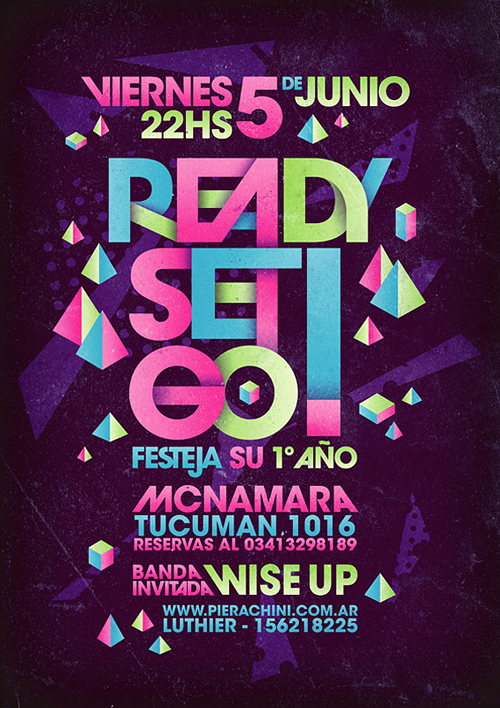 VIERNES 5 DE JUNIO
22HS
READY
SET
GO!
FESTEJA SU 1° AÑO
MCNAMARA
TUCUMAN 1016
RESERVAS AL 03413298189
BANDA INVITADA WISE UP
WWW.PIERACHINI.COM.AR
LUTHIER - 156218225